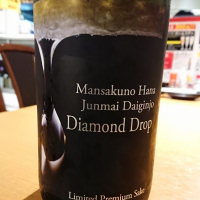 Mansakuno Hana
Junmai Daiginjo
Diamond Drop
Limited Premium Sake